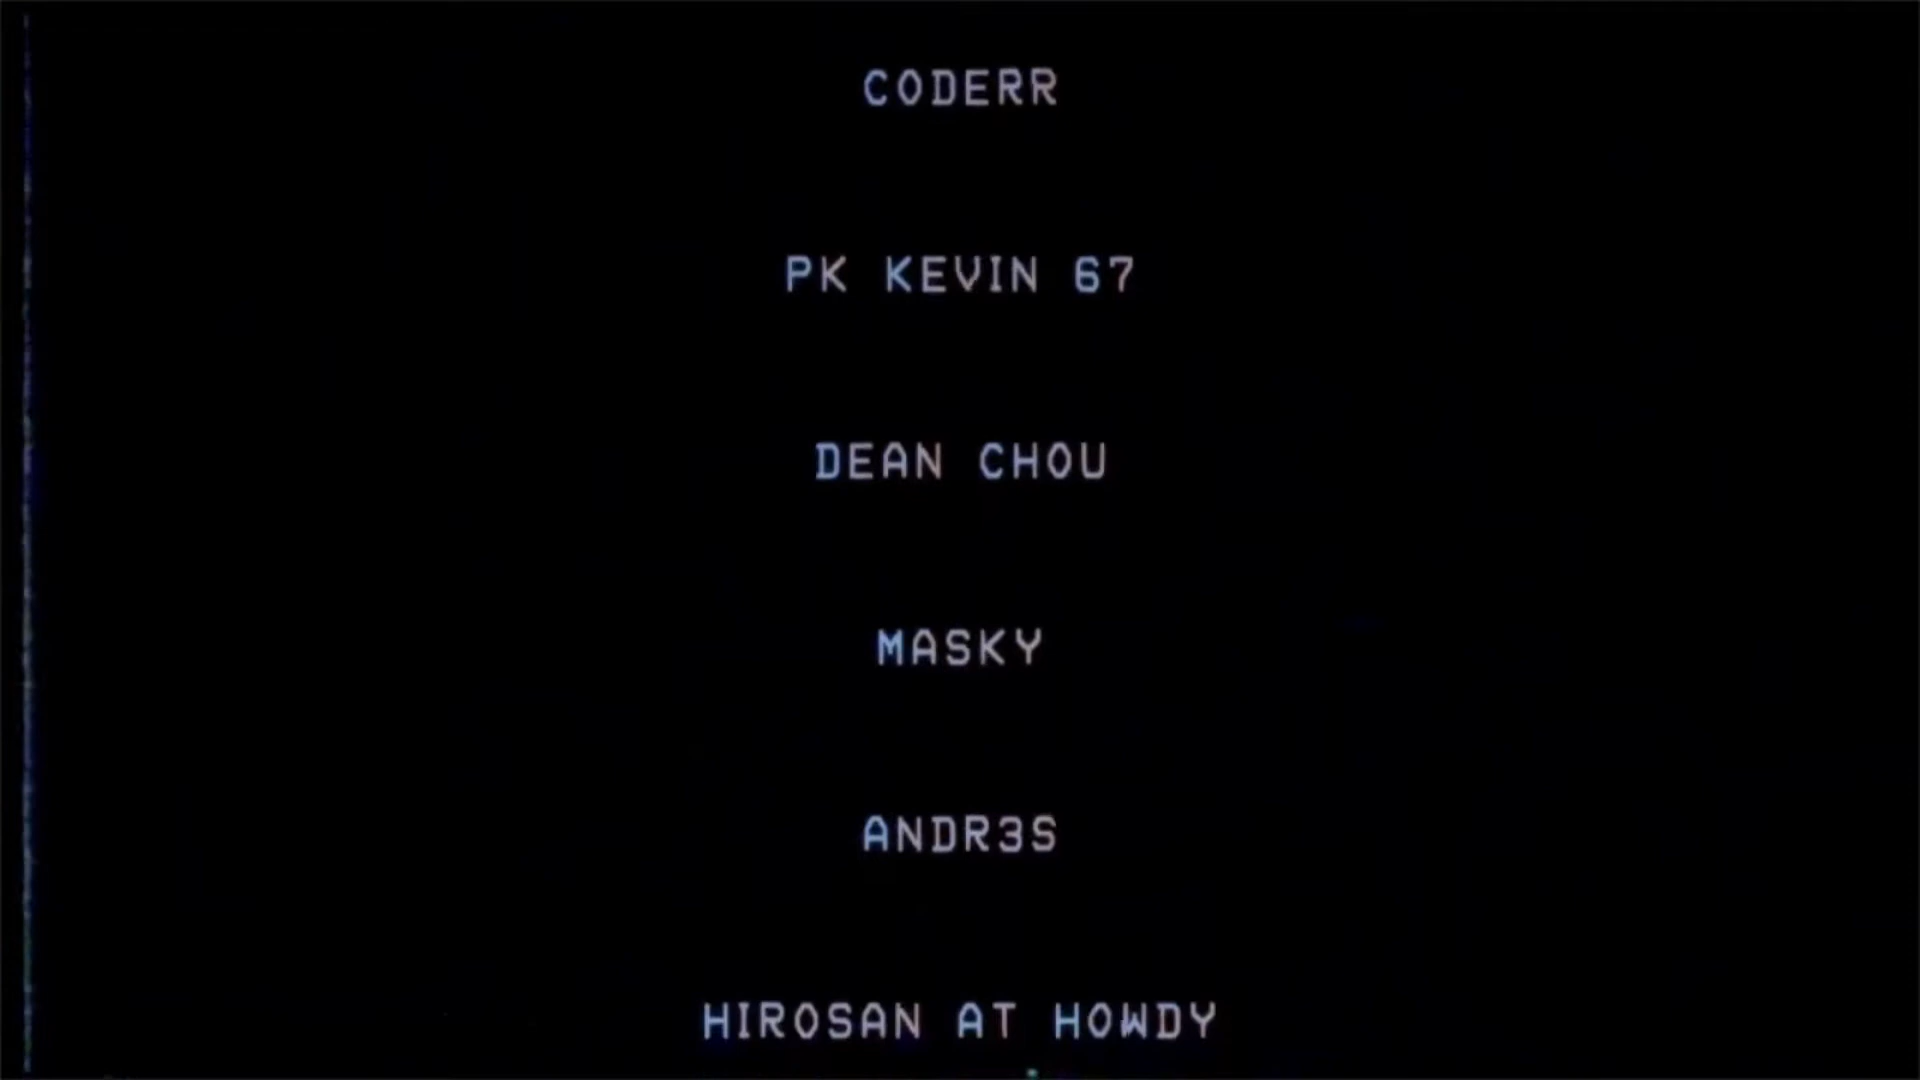 CODERR
PK KEVIN 67
DEAN CHOU
MASKY
ANDR3S
HIROSAN AT HOWDY